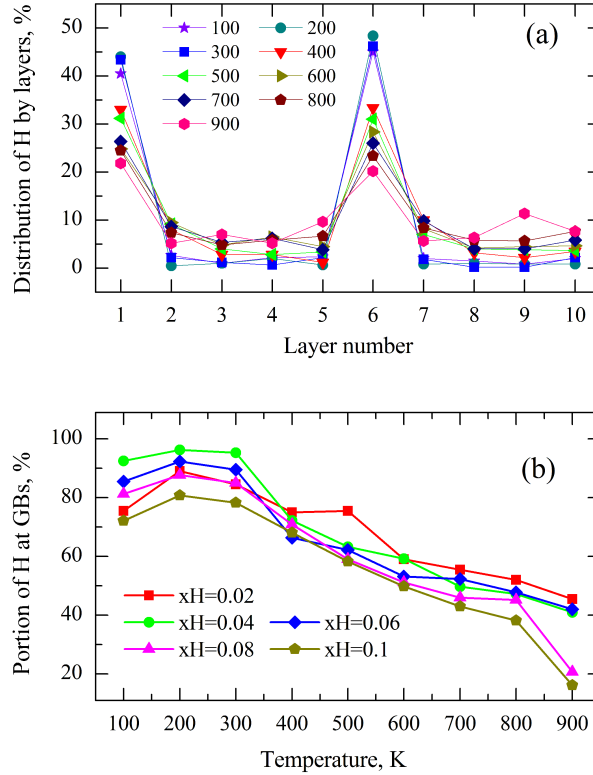 Distribution of H by layers, %
50
40
30
20
10
0
(a)
100 200
300 400
500 600
700 800
900
1 2 3 4 5 6 7 8 9 10
Layer number
Portion of H at GBs, %
100
80
60
40
20
(b)
xH=0.02
xH=0.04 xH=0.06
xH=0.08 xH=0.1
100 200 300 400 500 600 700 800 900
Temperature, K